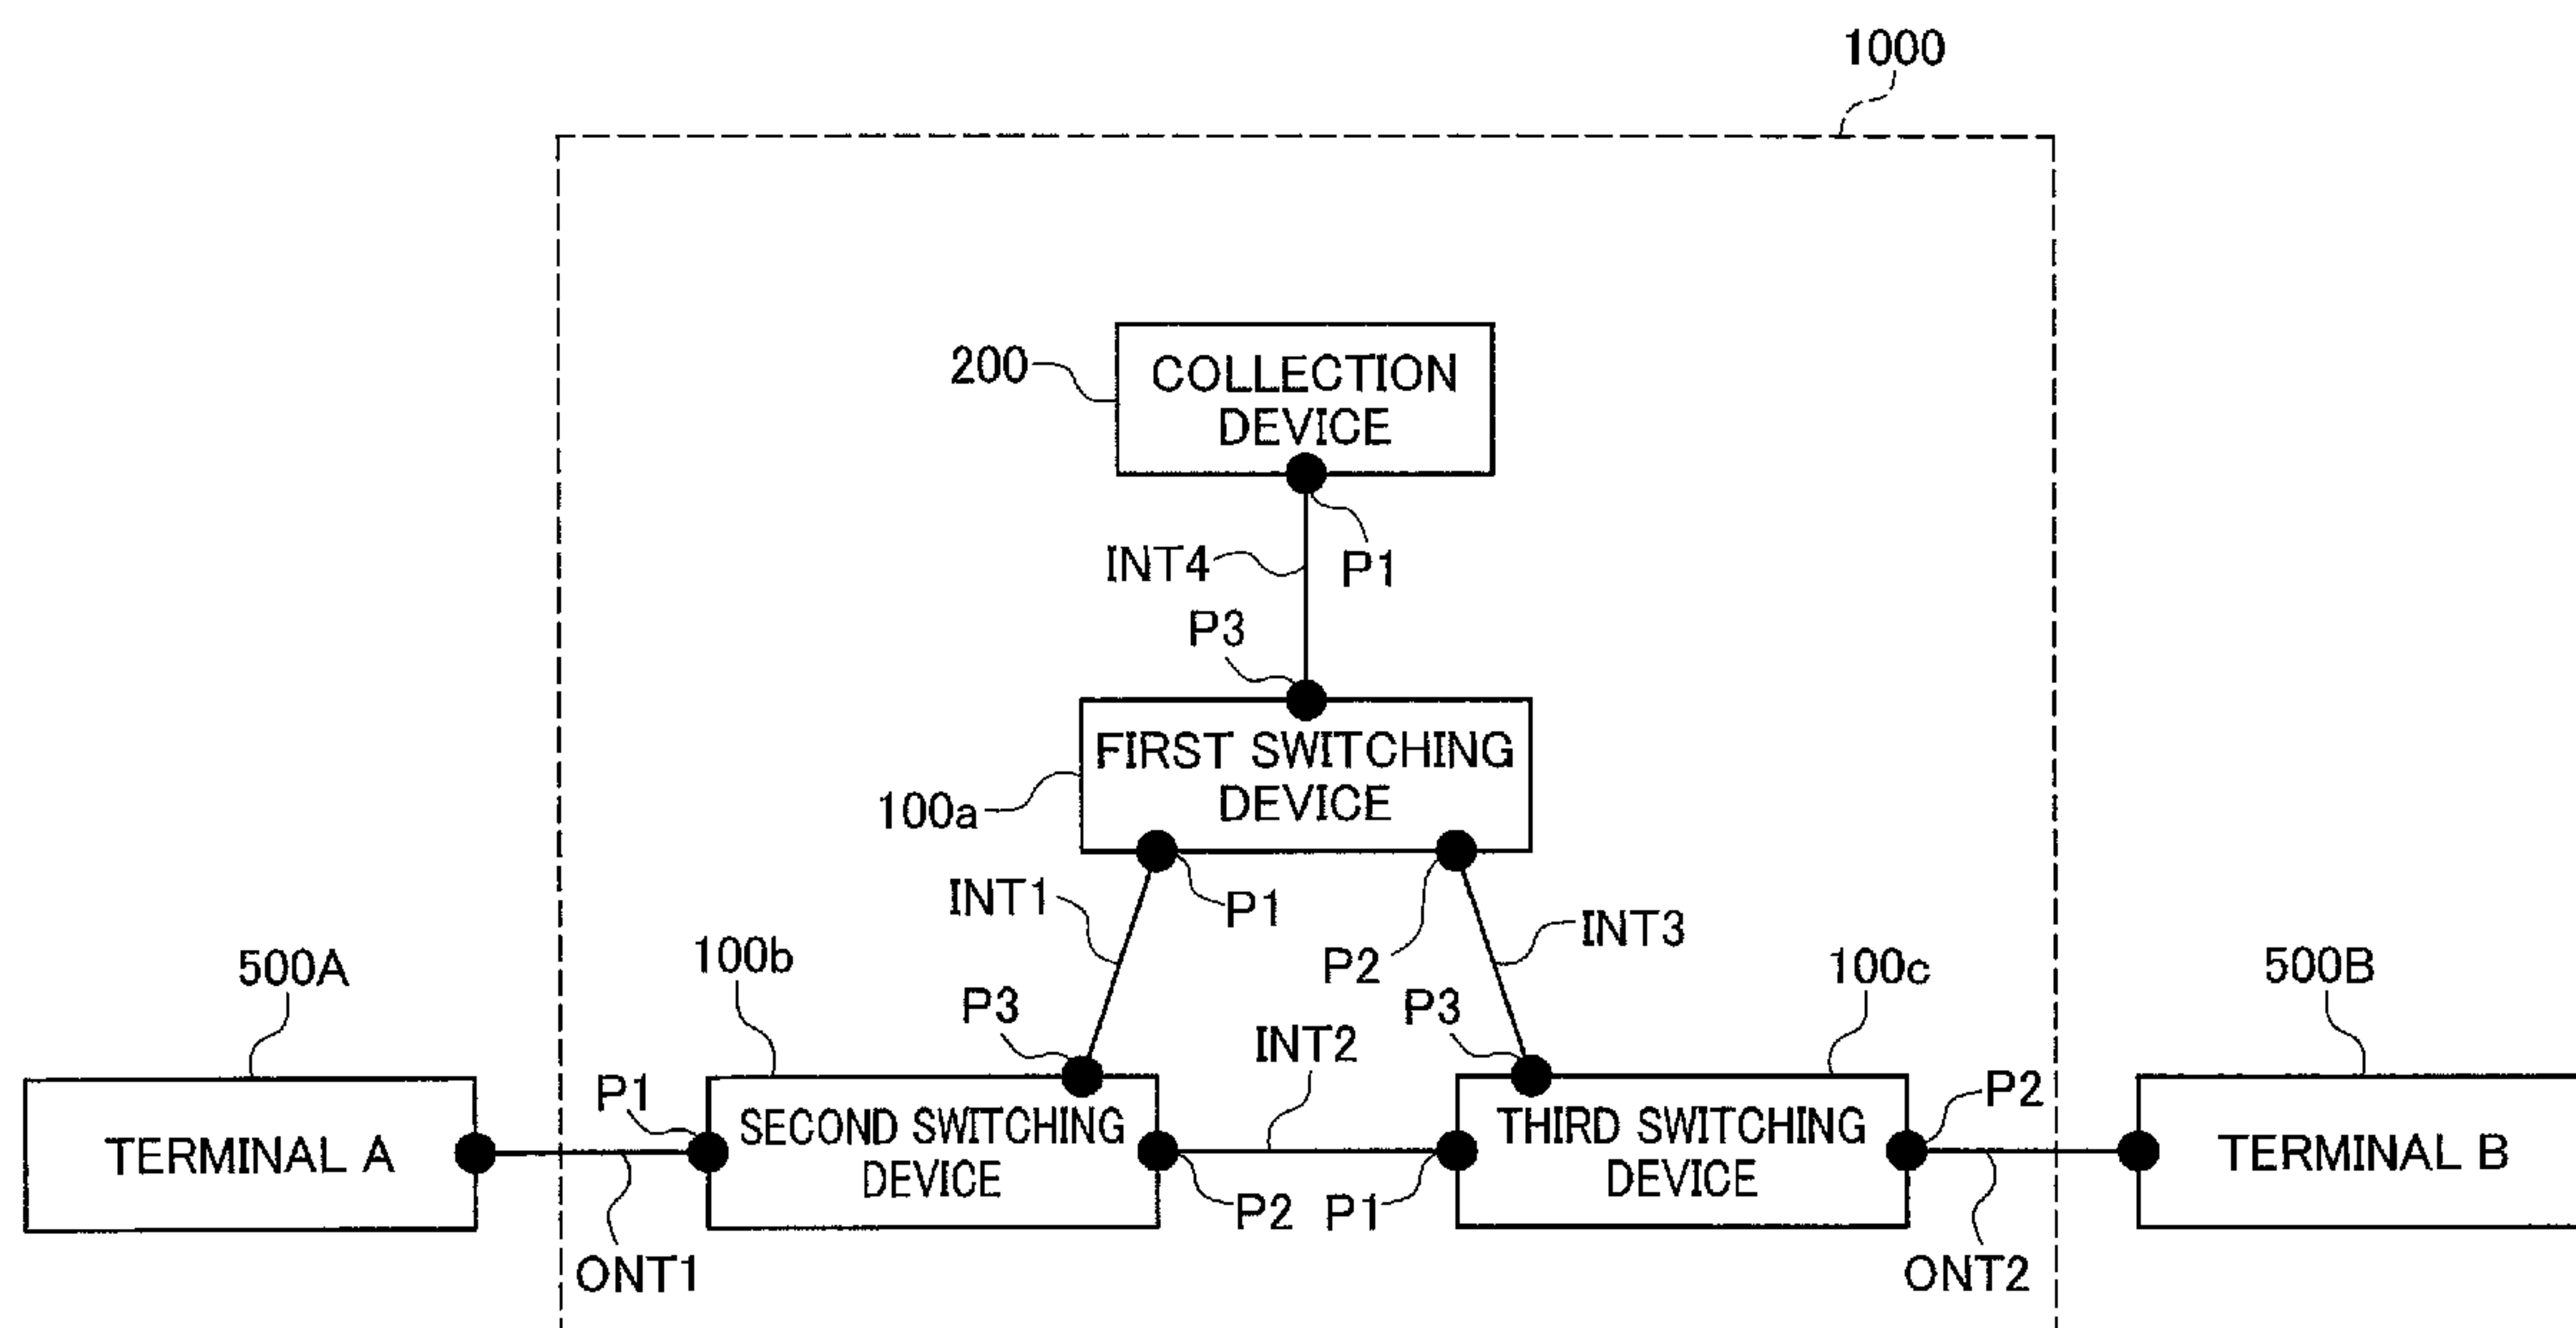 1000
200
COLLECTION
DEVICE
INT4
P1
P3
FIRST SWITCHING
DEVICE
100a
INT1
P1
P2
INT3
500A
100b
P3
INT2
P3
100c
500B
TERMINAL A
P1
SECOND SWITCHING
DEVICE
P2
P1
THIRD SWITCHING
DEVICE
P2
TERMINAL B
ONT1
ONT2